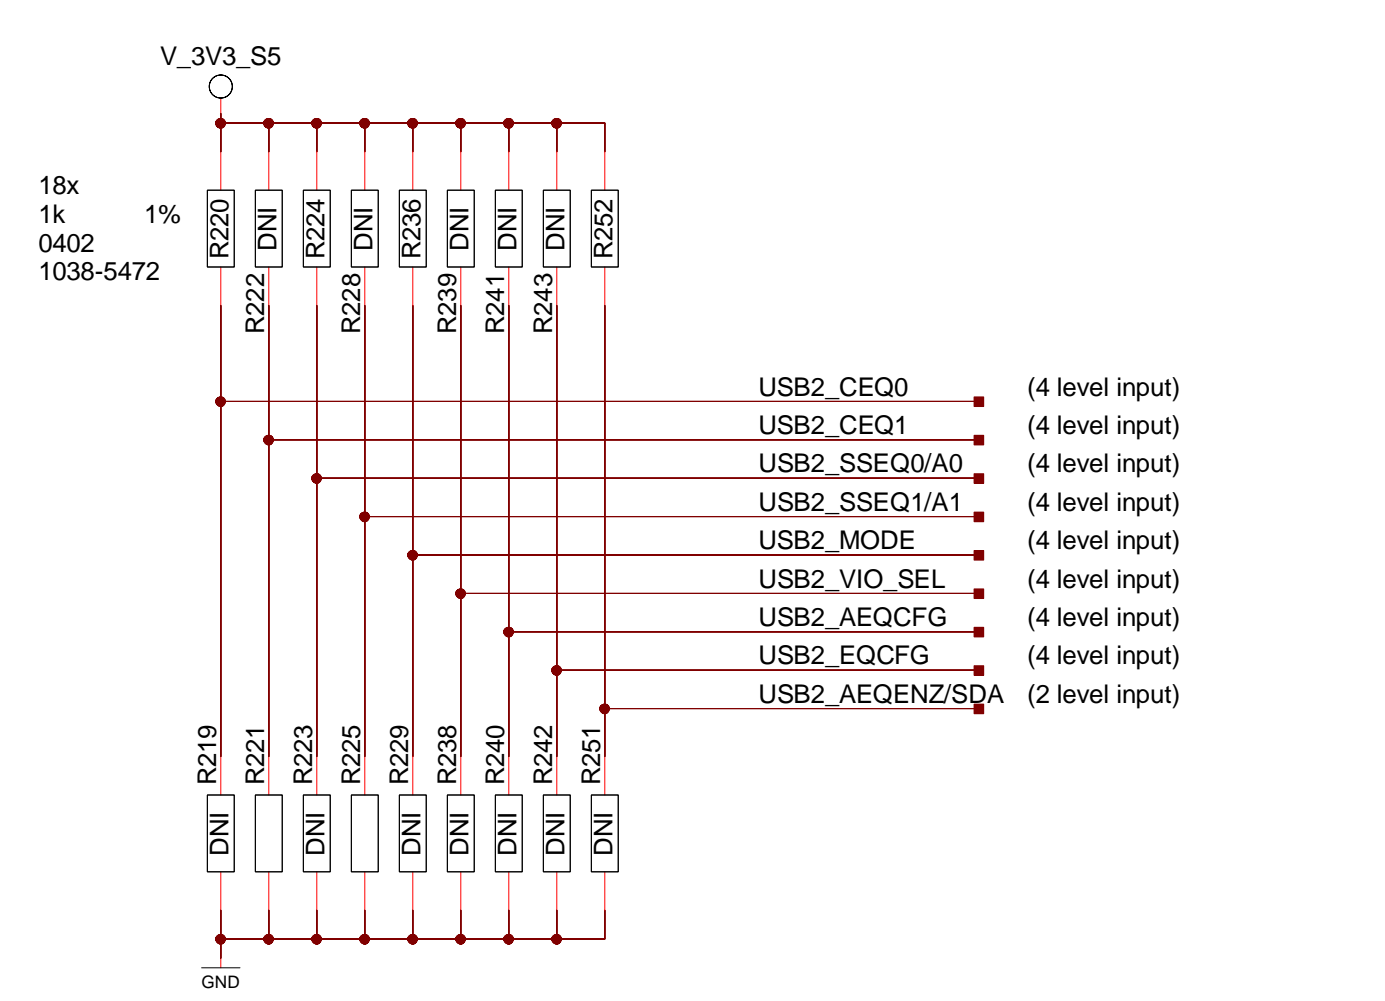 V_3V3_S5
18x
1k 1%
0402
1038-5472
R220 DNI R224 DNI R236 DNI DNI DNI R252
R222 R228 R239 R241 R243
USB2_CEQ0 (4 level input)
USB2_CEQ1 (4 level input)
USB2_SSEQ0/A0 (4 level input)
USB2_SSEQ1/A1 (4 level input)
USB2_MODE (4 level input)
USB2_VIO_SEL (4 level input)
USB2_AEQCFG (4 level input)
USB2_EQCFG (4 level input)
USB2_AEQENZ/SDA (2 level input)
R219 R221 R223 R225 R229 R238 R240 R242 R251
DNI DNI DNI DNI DNI DNI DNI
GND